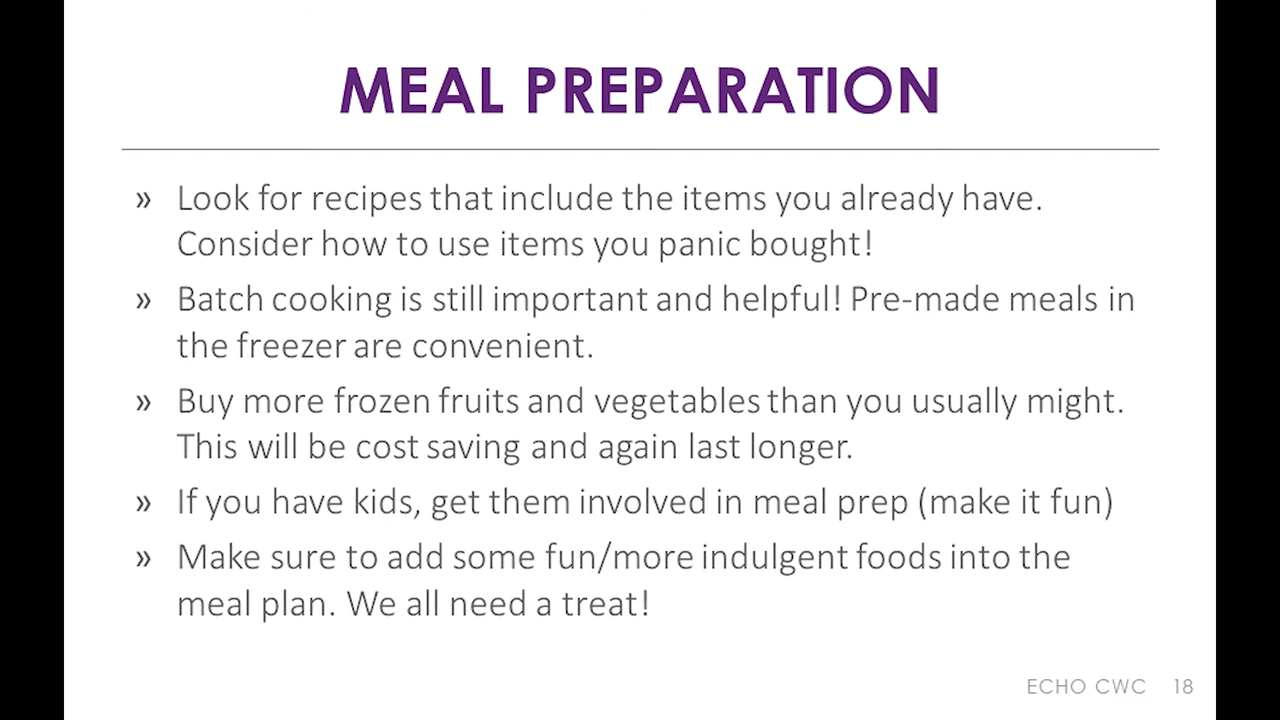 MEAL PREPARATION
» Look for recipes that include the items you already have.
Consider how to use items you panic bought!
» Batch cooking is still important and helpful! Pre-made meals in
the freezer are convenient.
» Buy more frozen fruits and vegetables than you usually might.
This will be cost saving and again last longer.
» If you have kids, get them involved in meal prep (make it fun)
» Make sure to add some fun/more indulgent foods into the
meal plan. We all need a treat!
ECHO CWC 18